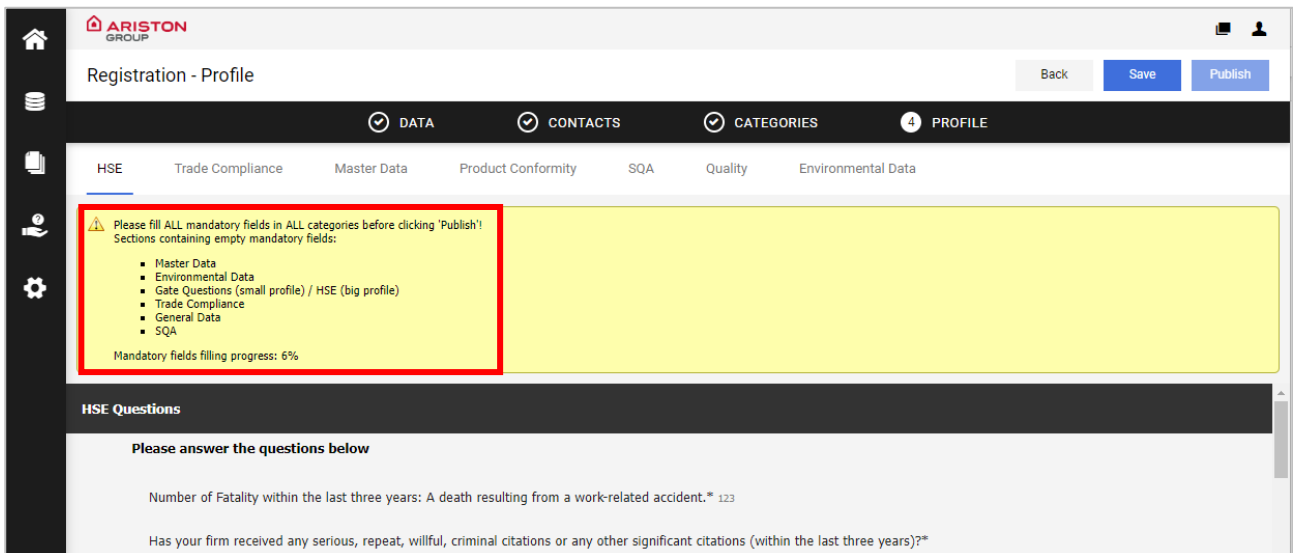 ARISTON
GROUP
Registration - Profile
Back
Save
Publish
DATA
CONTACTS
CATEGORIES
4 PROFILE
HSE
Trade Compliance
Master Data
Product Conformity
SQA
Quality
Environmental Data
Please fill ALL mandatory fields in ALL categories before clicking 'Publish'!
Sections containing empty mandatory fields:
Master Data
Environmental Data
Gate Questions (small profile) / HSE (big profile)
Trade Compliance
General Data
SQA
Mandatory fields filling progress: 6%
HSE Questions
Please answer the questions below
Number of Fatality within the last three years: A death resulting from a work-related accident.* 123
Has your firm received any serious, repeat, willful, criminal citations or any other significant citations (within the last three years)?*